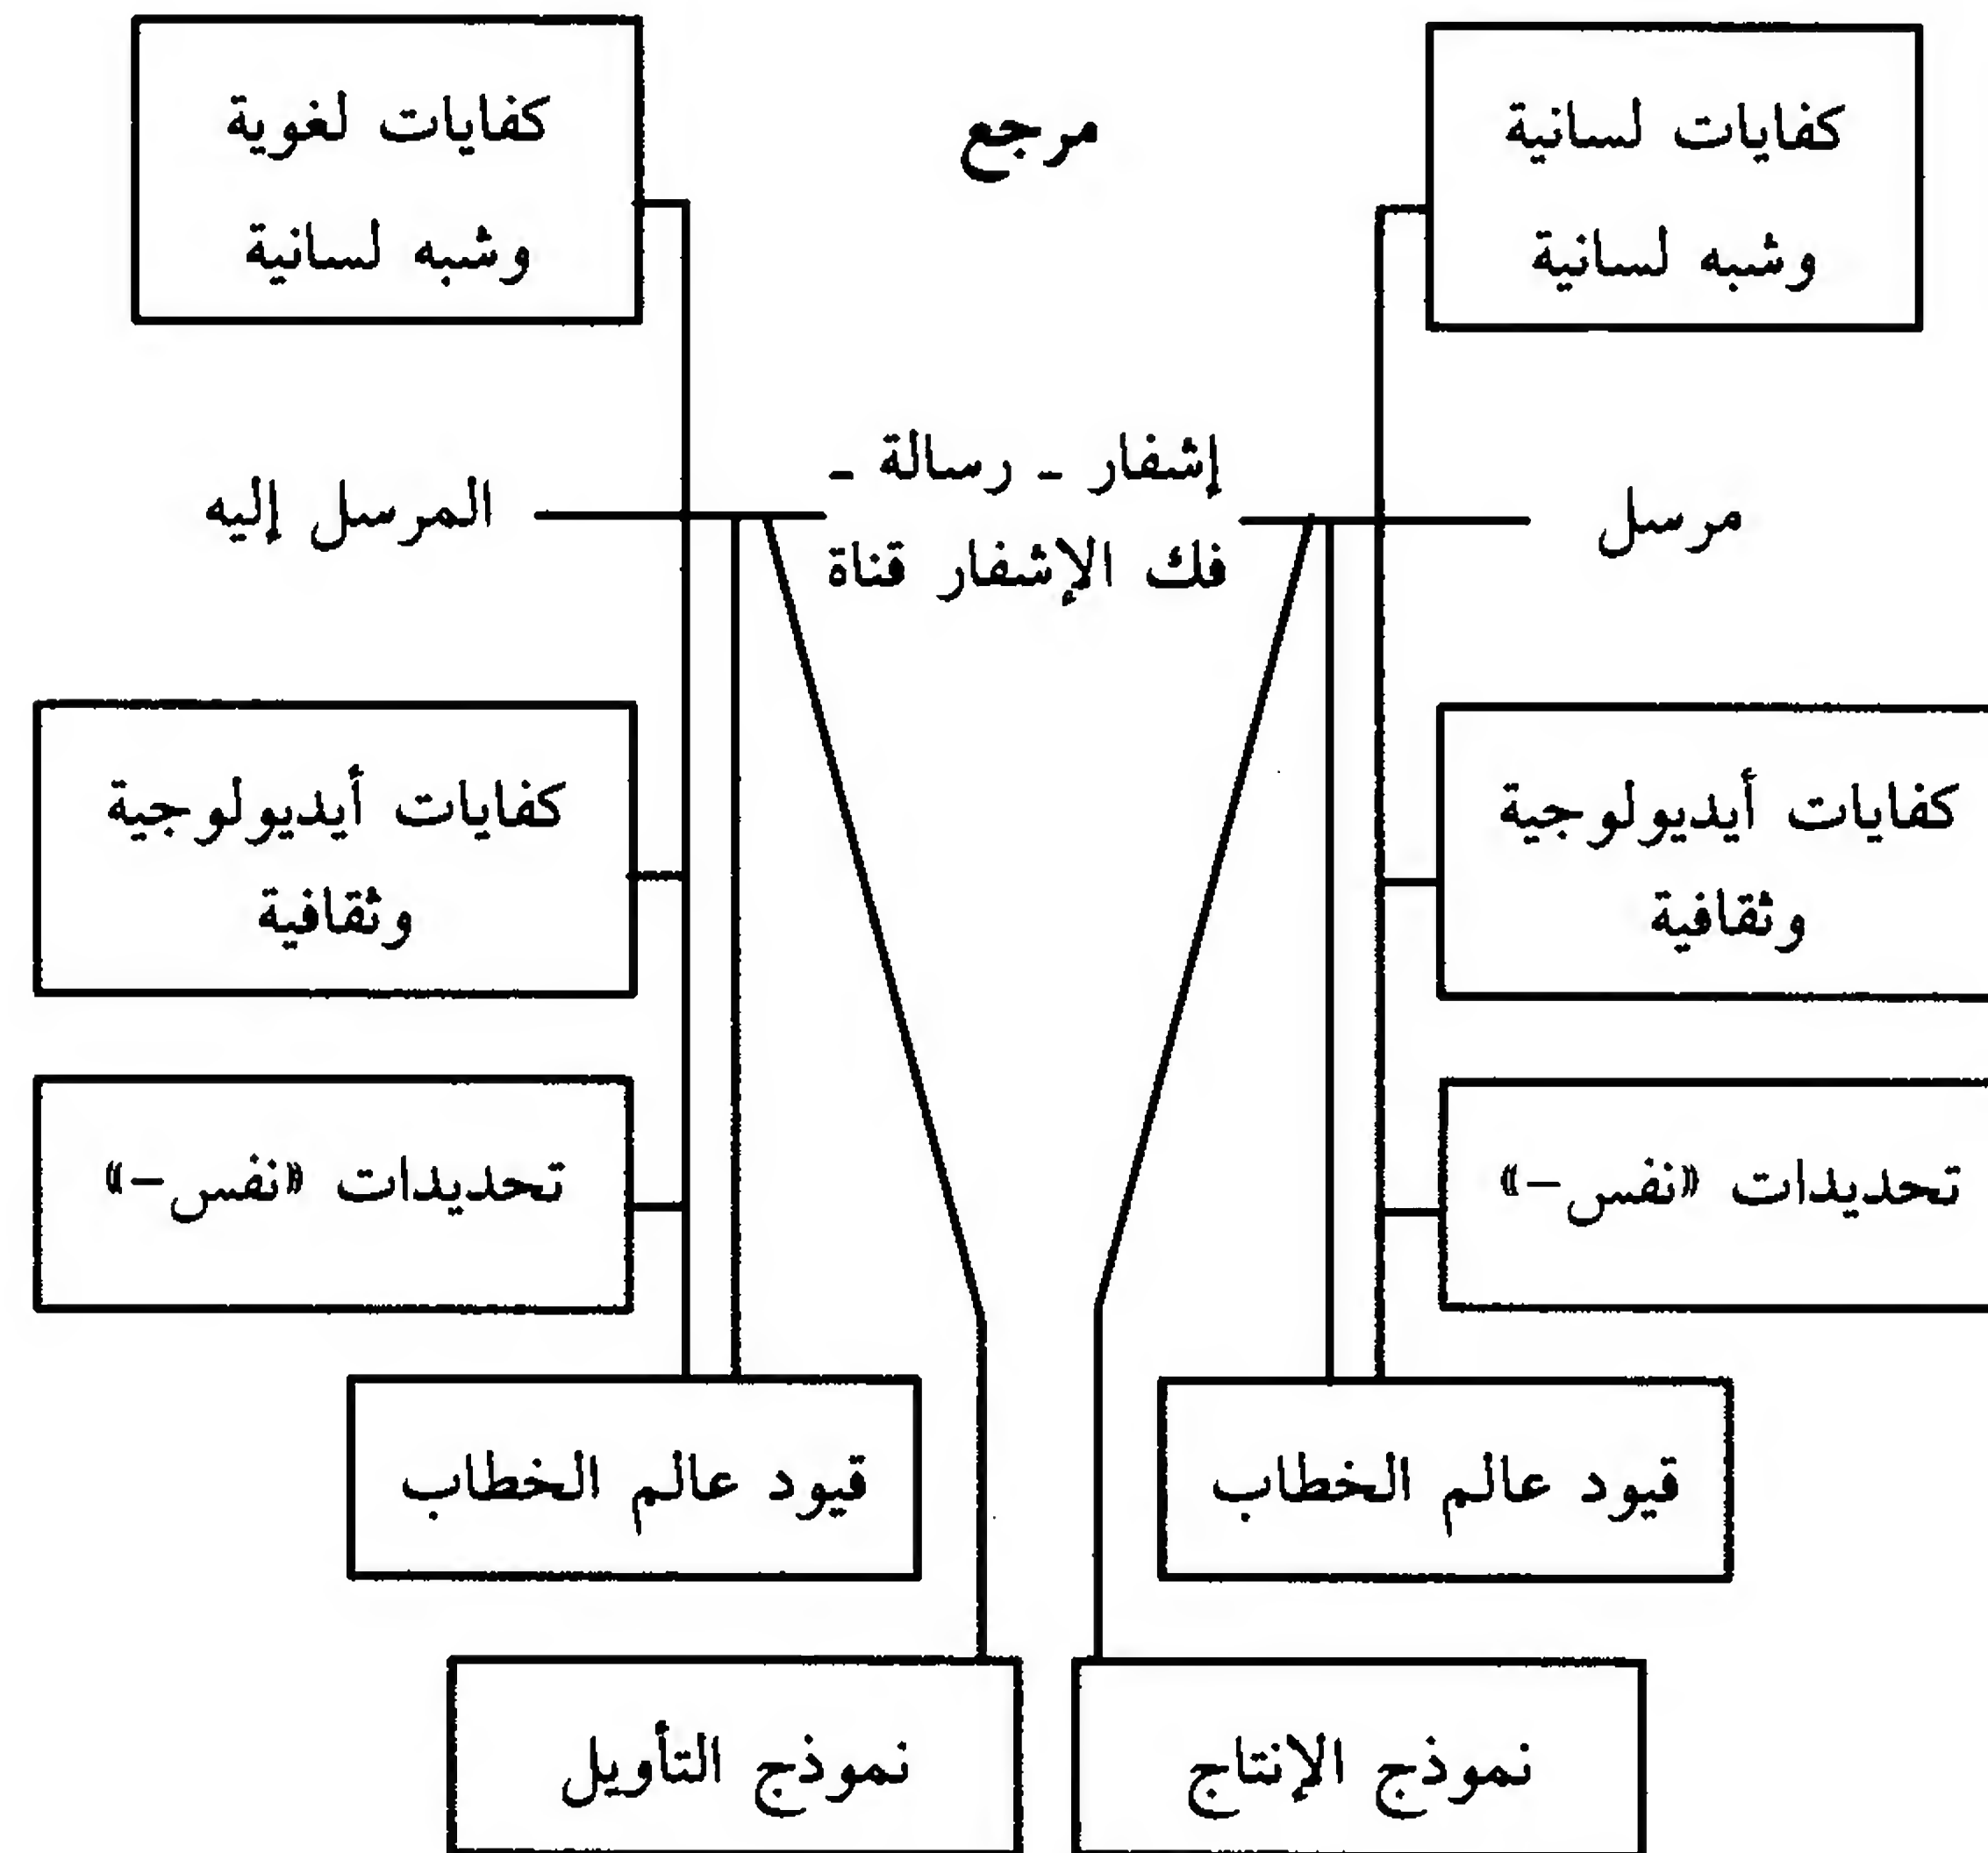 كفايات لسانية
وشبه لسانية
مرجع
كفايات لغوية
وشبه لسانية
مرسل
إشفار - رسالة -
فك الإشفار قناة
المرسل إليه
كفايات أيديولوجية
وثقافية
كفايات أيديولوجية
وثقافية
تحديدات «نفس-»
تحديدات «نفس-»
قيود عالم الخطاب
قيود عالم الخطاب
نموذج الإنتاج
نموذج التأويل